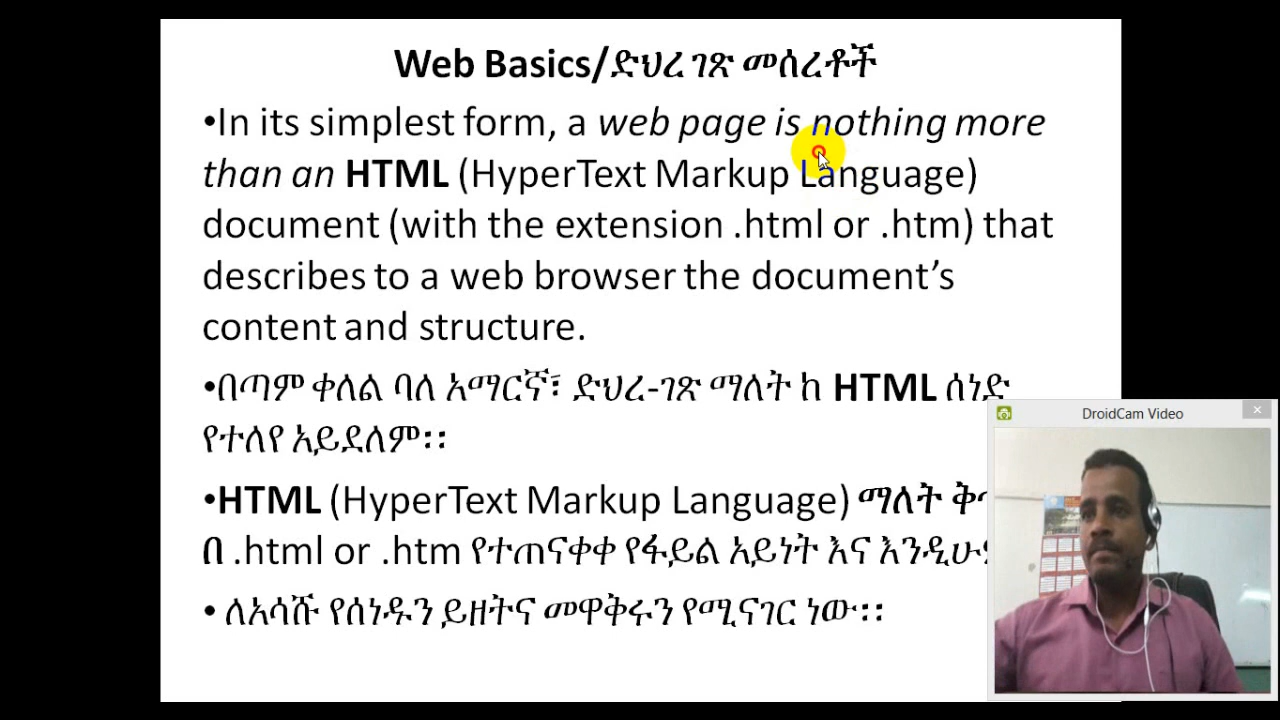 Web Basics/ድህረ ገጽ መሰረቶች
•In its simplest form, a web page is nothing more
than an HTML (HyperText Markup Language)
document (with the extension .html or .htm) that
describes to a web browser the document’s
content and structure.
•በጣም ቀለል ባለ አማርኛ፣ ድህረ-ገጽ ማለት ከ HTML ሰነድ
የተለየ አይደለም፡፡
DroidCam Video
•HTML (HyperText Markup Language) ማለት
በ .html or .htm የተጠናቀቀ የፋይል አይነት እና
• ለአሳሹ የሰነዱን ይዘትና መዋቅሩን የሚናገር ነው፡፡